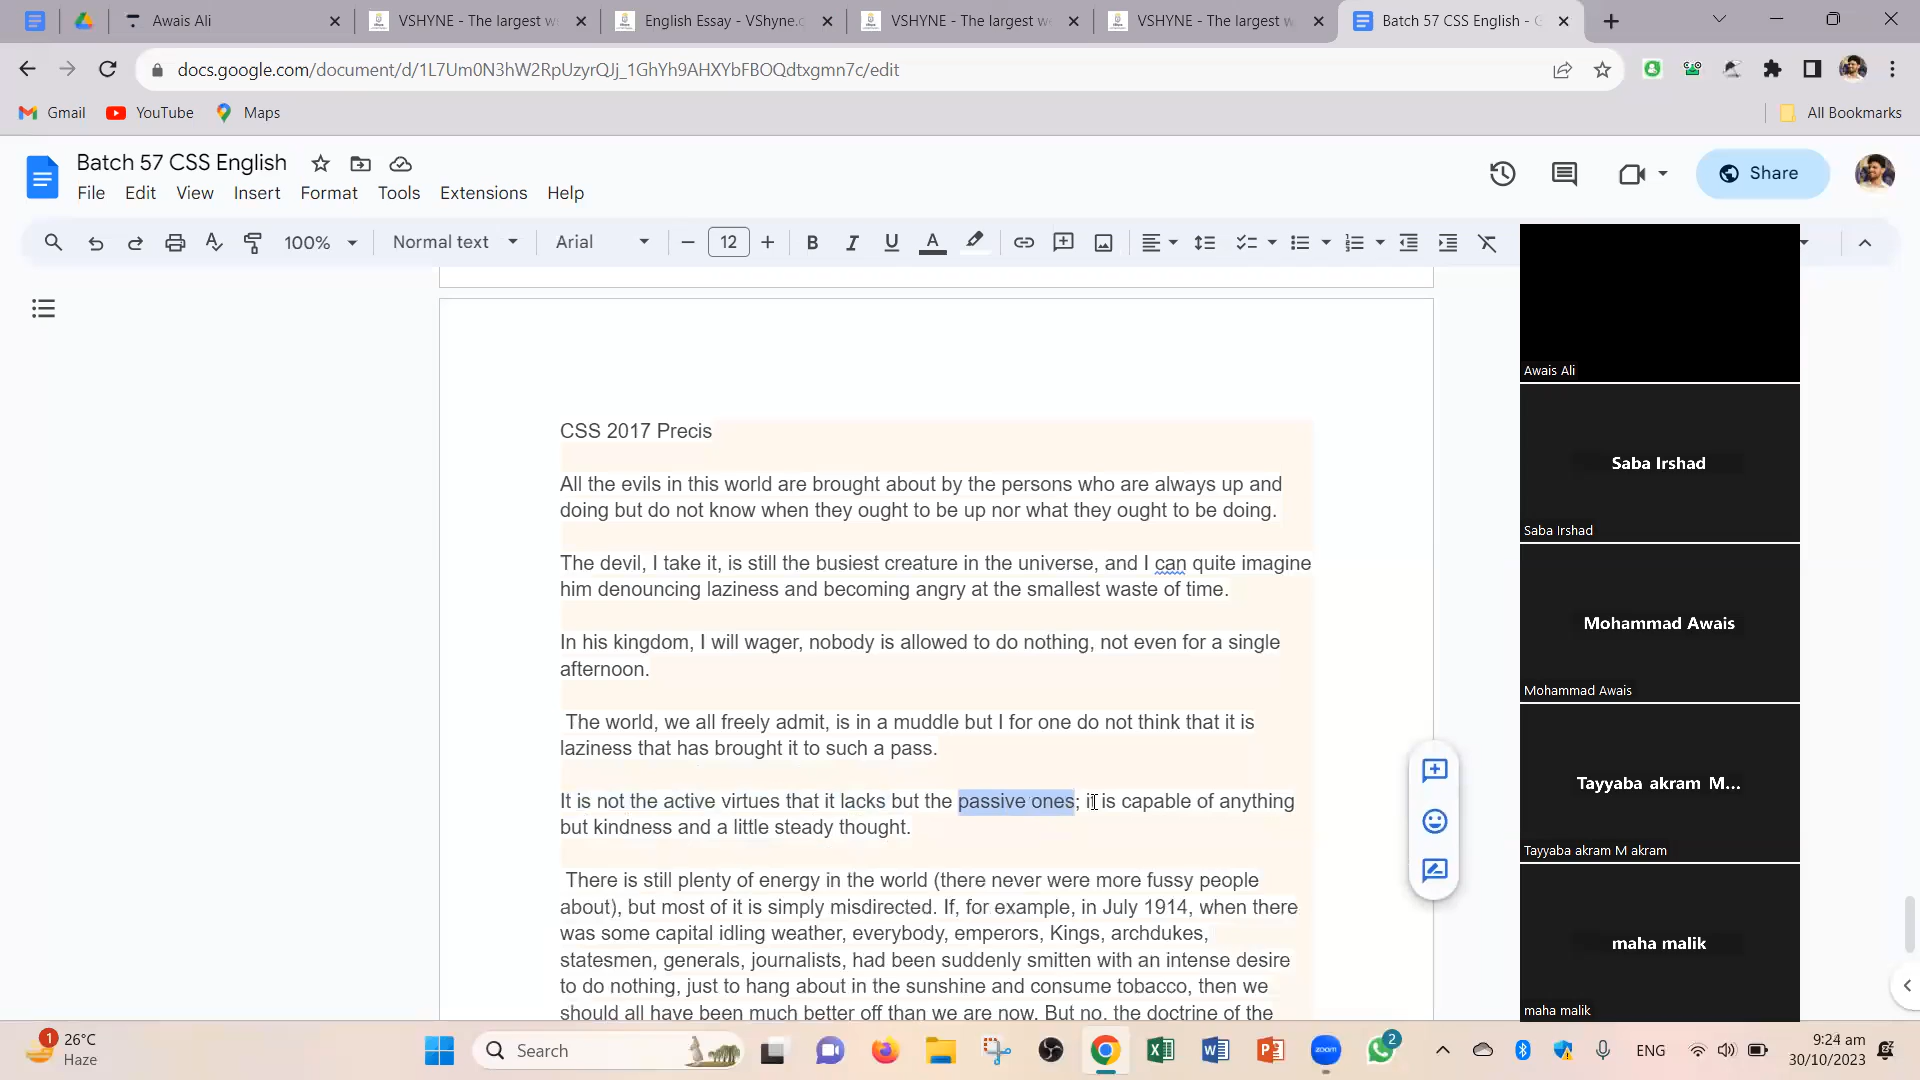 Awais Ali
VSHYNE - The largest w
English Essay - VShyne.c
VSHYNE - The largest w
VSHYNE - The largest w
Batch 57 CSS English - G
docs.google.com/document/d/1L7Um0N3hW2RpUzyrQJj_1GhYh9AHXYbFBOQdtxgmn7c/edit
Gmail
YouTube
Maps
All Bookmarks
Batch 57 CSS English
File Edit View Insert Format Tools Extensions Help
Share
100% Normal text Arial 12 B I U A
CSS 2017 Precis
All the evils in this world are brought about by the persons who are always up and
doing but do not know when they ought to be up nor what they ought to be doing.
The devil, I take it, is still the busiest creature in the universe, and I can quite imagine
him denouncing laziness and becoming angry at the smallest waste of time.
In his kingdom, I will wager, nobody is allowed to do nothing, not even for a single
afternoon.
The world, we all freely admit, is in a muddle but I for one do not think that it is
laziness that has brought it to such a pass.
It is not the active virtues that it lacks but the passive ones; it is capable of anything
but kindness and a little steady thought.
There is still plenty of energy in the world (there never were more fussy people
about), but most of it is simply misdirected. If, for example, in July 1914, when there
was some capital idling weather, everybody, emperors, Kings, archdukes,
statesmen, generals, journalists, had been suddenly smitten with an intense desire
to do nothing, just to hang about in the sunshine and consume tobacco, then we
should all have been much better off than we are now. But no, the doctrine of the
Awais Ali
Saba Irshad
Saba Irshad
Mohammad Awais
Mohammad Awais
Tayyaba akram M...
Tayyaba akram M akram
maha malik
maha malik
1
26°C
Haze
Search
zoom
2
ENG
9:24 am
30/10/2023